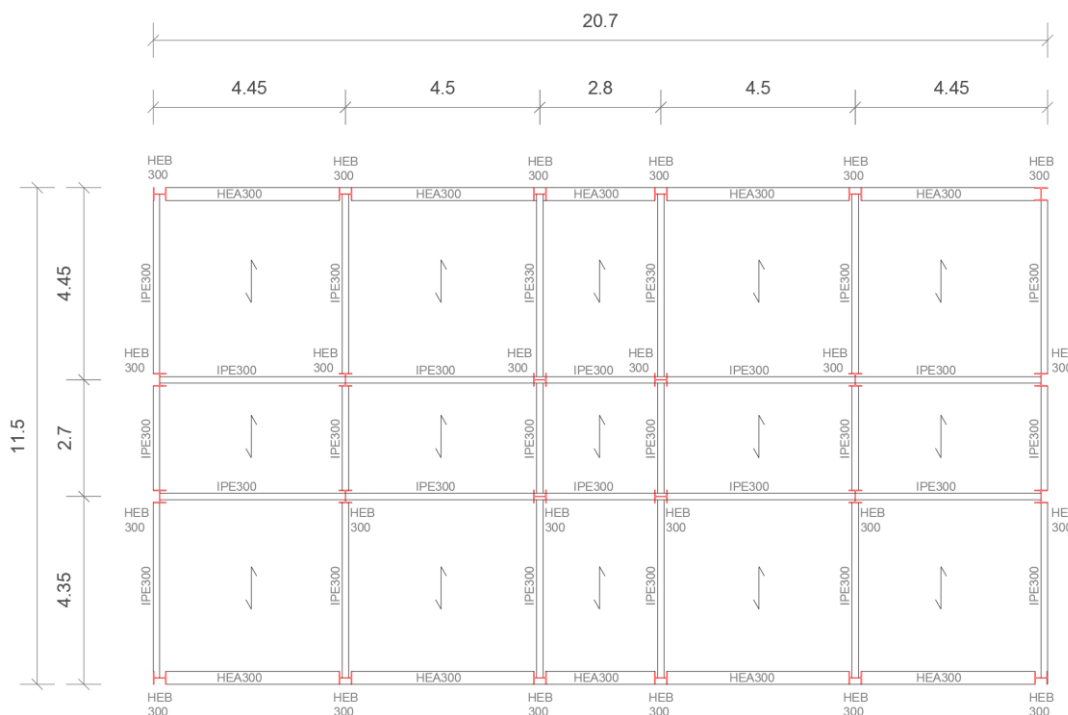 20.7
4.45 4.5 2.8 4.5 4.45
HEB HEB HEB HEB HEB HEB
300 300 300 300 300 300
HEA300 HEA300 HEA300 HEA300 HEA300
4.45
IPE300 IPE300 IPE330 IPE330 IPE300 IPE300
HEB HEB HEB HEB HEB HEB
300 300 300 300 300 300
IPE300 IPE300 IPE300 IPE300 IPE300
11.5
2.7
IPE300 IPE300 IPE300 IPE300 IPE300 IPE300
IPE300 IPE300 IPE300 IPE300 IPE300
HEB HEB HEB HEB HEB HEB
300 300 300 300 300 300
4.35
IPE300 IPE300 IPE300 IPE300 IPE300 IPE300
HEA300 HEA300 HEA300 HEA300 HEA300
HEB HEB HEB HEB HEB HEB
300 300 300 300 300 300